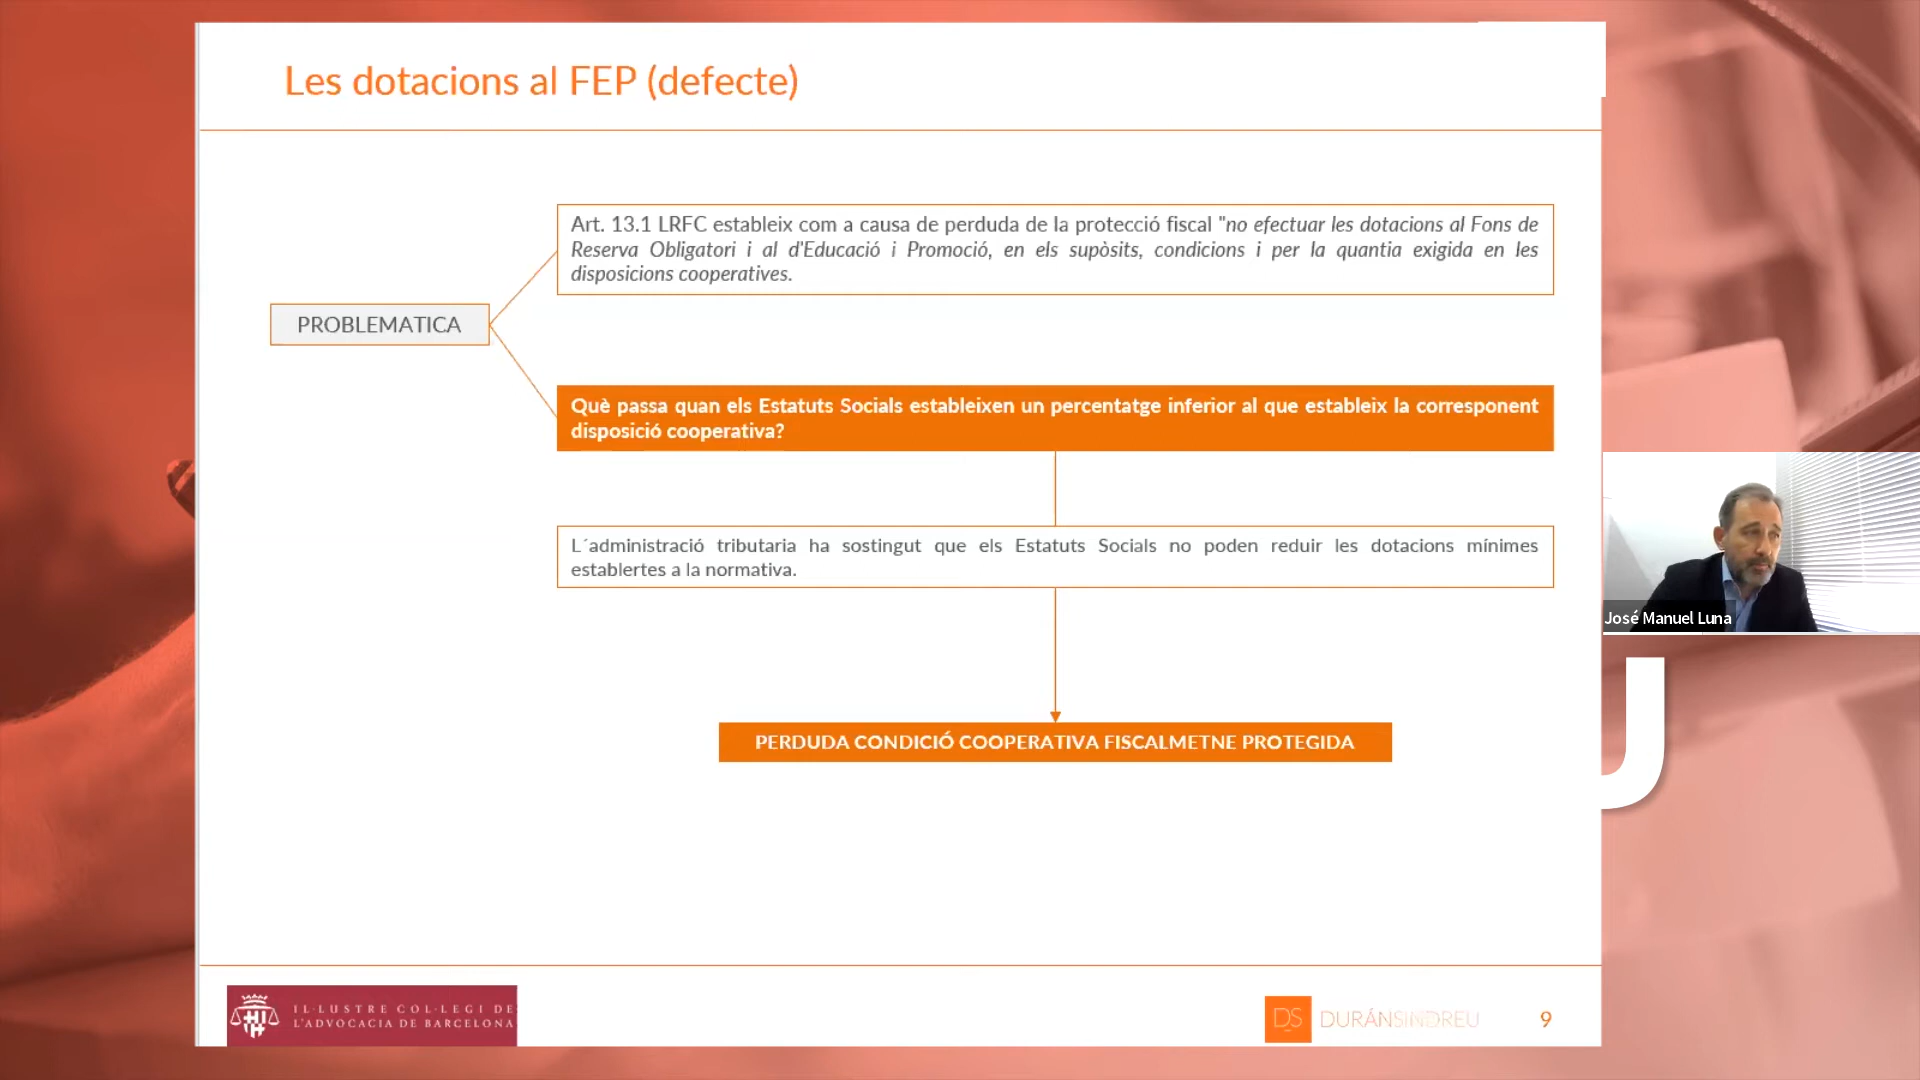 Les dotacions al FEP (defecte)
Art. 13.1 LRFC estableix com a causa de perduda de la protecció fiscal "no efectuar les dotacions al Fons de
Reserva Obligatori i al d'Educació i Promoció, en els supòsits, condicions i per la quantia exigida en les
disposicions cooperatives.
PROBLEMATICA
Què passa quan els Estatuts Socials estableixen un percentatge inferior al que estableix la corresponent
disposició cooperativa?
L´administració tributaria ha sostingut que els Estatuts Socials no poden reduir les dotacions mínimes
establertes a la normativa.
José Manuel Luna
PERDUDA CONDICIÓ COOPERATIVA FISCALMETNE PROTEGIDA
IL·LUSTRE COL·LEGI DE
L'ADVOCACIA DE BARCELONA
DS
DURÁNSINDREU
9